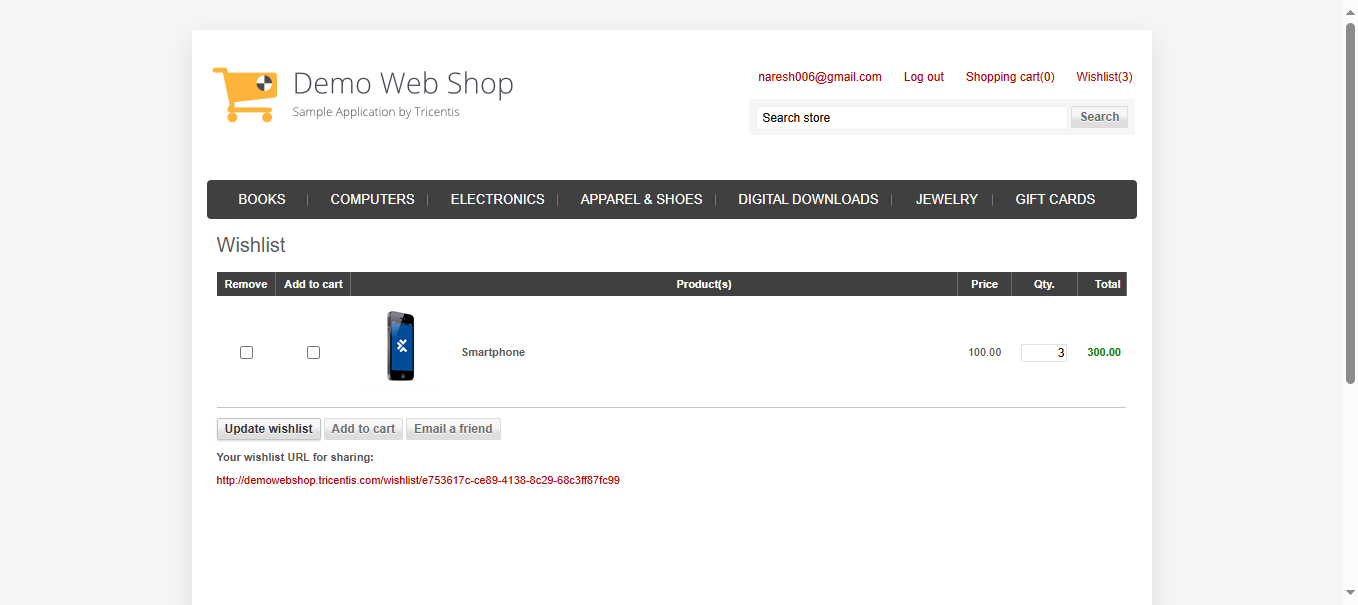 Demo Web Shop
Sample Application by Tricentis
naresh006@gmail.com Log out Shopping cart(0) Wishlist(3)
Search store Search
BOOKS COMPUTERS ELECTRONICS APPAREL & SHOES DIGITAL DOWNLOADS JEWELRY GIFT CARDS
Wishlist
Remove Add to cart Product(s) Price Qty. Total
Smartphone 100.00 3 300.00
Update wishlist Add to cart Email a friend
Your wishlist URL for sharing:
http://demowebshop.tricentis.com/wishlist/e753617c-ce89-4138-8c29-68c3ff87fc99